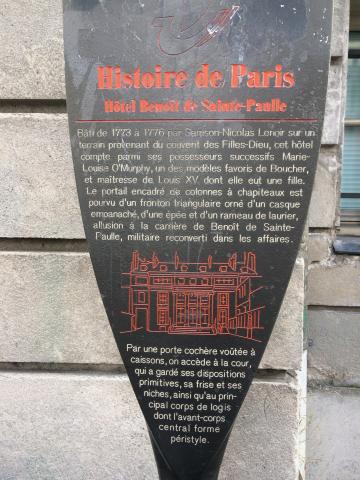 Histoire de Paris
Hôtel Benoît de Sainte-Paulle
Bâti de 1773 à 1776 par Samson-Nicolas Lenoir sur un
terrain provenant du couvent des Filles-Dieu, cet hôtel
compte parmi ses possesseurs successifs Marie-
Louise O'Murphy, un des modèles favoris de Boucher,
et maîtresse de Louis XV dont elle eut une fille.
Le portail encadré de colonnes à chapiteaux est
pourvu d'un fronton triangulaire orné d'un casque
empanaché, d'une épée et d'un rameau de laurier,
allusion à la carrière de Benoît de Sainte-
Paulle, militaire reconverti dans les affaires.
Par une porte cochère voûtée à
caissons, on accède à la cour,
qui a gardé ses dispositions
primitives, sa frise et ses
niches, ainsi qu'au prin-
cipal corps de logis
dont l'avant-corps
central forme
péristyle.